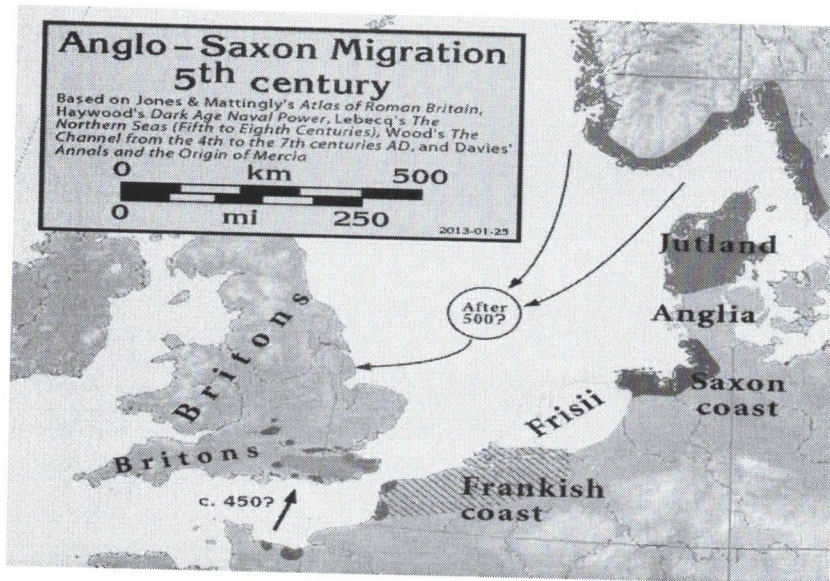 Anglo-Saxon Migration
5th century
Based on Jones & Mattingly's Atlas of Roman Britain,
Haywood's Dark Age Naval Power, Lebecq's The
Northern Seas (Fifth to Eighth Centuries), Wood's The
Channel from the 4th to the 7th centuries AD, and Davies'
Annals and the Origin of Mercia
0 km 500
0 mi 250
2013-01-25
Jutland
After
500?
Anglia
Britons
Saxon
coast
Frisii
Britons
Frankish
coast
c. 450?